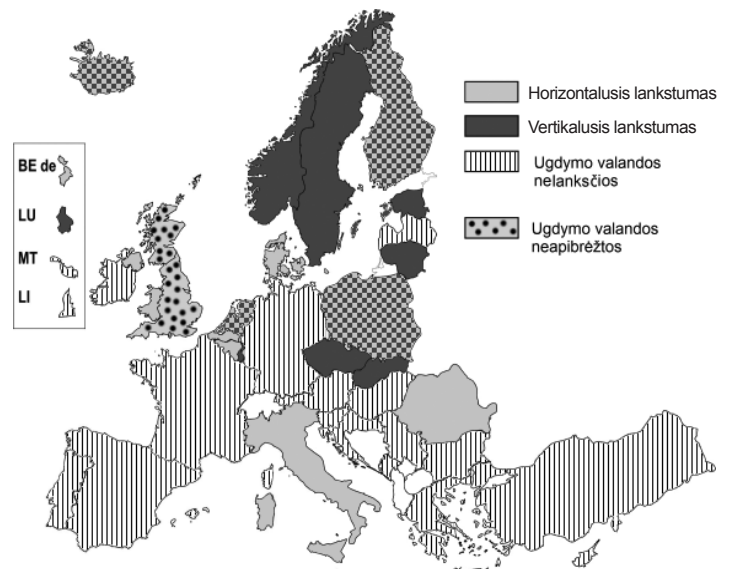 Horizontalusis lankstumas
Vertikalusis lankstumas
Ugdymo valandos
nelanksčios
Ugdymo valandos
neapibrėžtos
BE de
LU
MT
LI